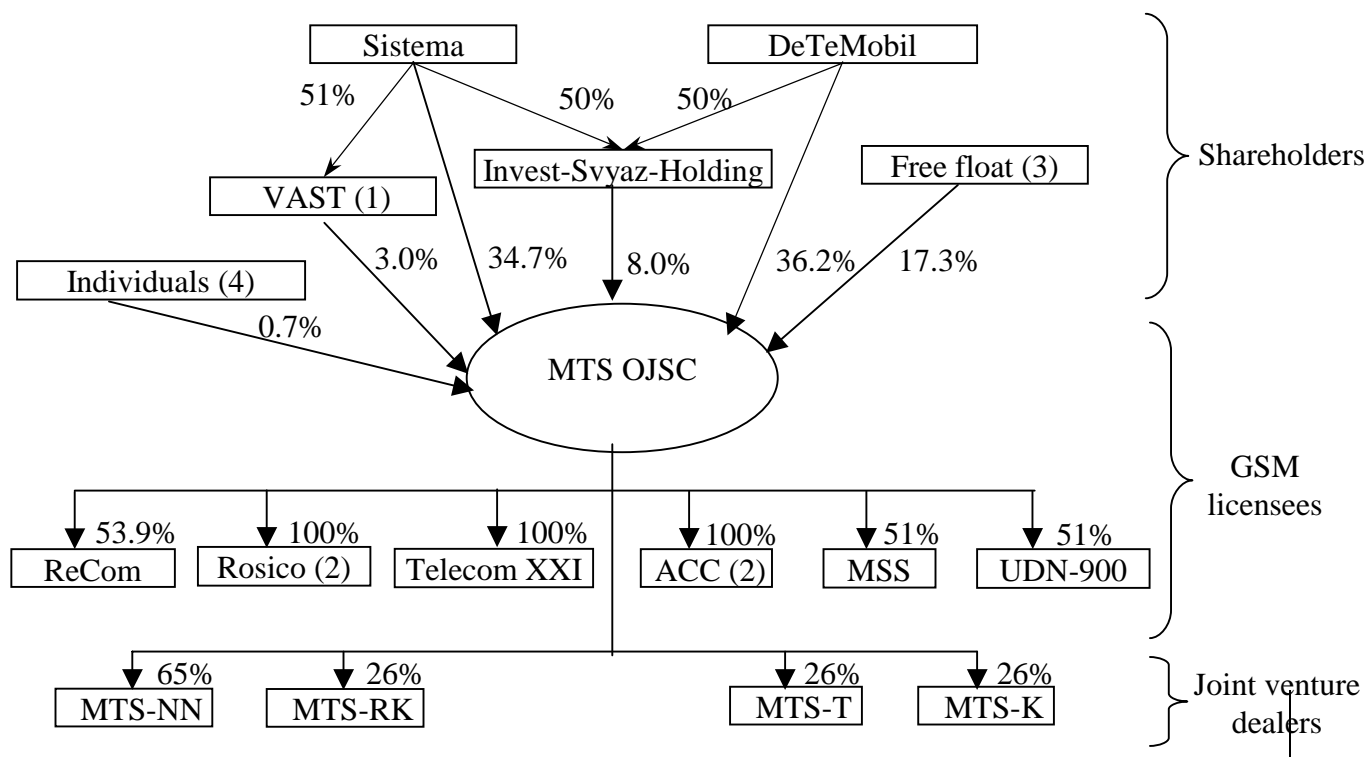 Sistema
DeTeMobil
51%
50%
50%
Invest-Svyaz-Holding
Free float (3)
Shareholders
VAST (1)
3.0%
34.7%
8.0%
36.2%
17.3%
Individuals (4)
0.7%
MTS OJSC
GSM
licensees
53.9%
100%
100%
100%
51%
51%
ReCom
Rosico (2)
Telecom XXI
ACC (2)
MSS
UDN-900
65%
26%
26%
26%
MTS-NN
MTS-RK
MTS-T
MTS-K
Joint venture
dealers